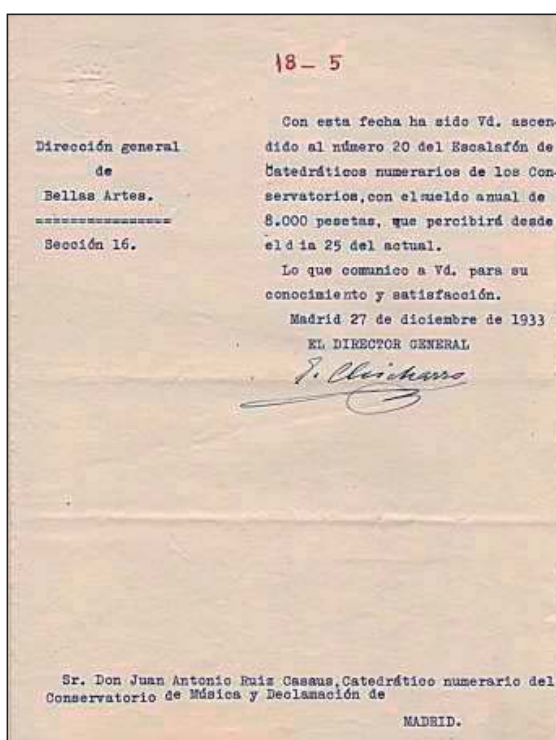 18 – 5
Dirección general
de
Bellas Artes.
================
Sección 16.
Con esta fecha ha sido Vd. ascen-
dido al número 20 del Escalafón de
Catedráticos numerarios de los Con-
servatorios,con el sueldo anual de
8.000 pesetas, que percibirá desde
el d ia 25 del actual.
Lo que comunico a Vd. para su
conocimiento y satisfacción.
Madrid 27 de diciembre de 1933
EL DIRECTOR GENERAL
E. Chicharro
Sr. Don Juan Antonio Ruiz Casaus,Catedrático numerario del
Conservatorio de Música y Declamación de
MADRID.